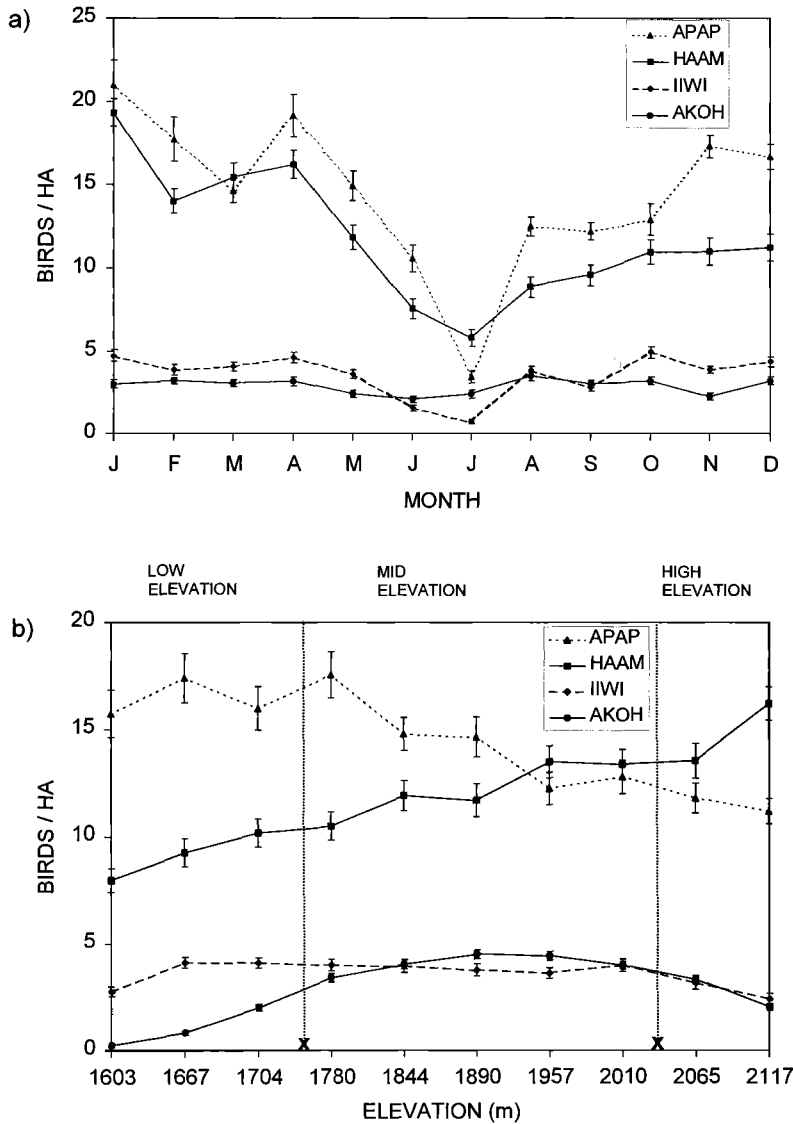 a)
APAP
HAAM
IIWI
AKOH
BIRDS / HA
25
20
15
10
5
0
J F M A M J J A S O N D
MONTH
LOW ELEVATION
MID ELEVATION
HIGH ELEVATION
b)
APAP
HAAM
IIWI
AKOH
BIRDS / HA
20
15
10
5
0
X X
1603 1667 1704 1780 1844 1890 1957 2010 2065 2117
ELEVATION (m)